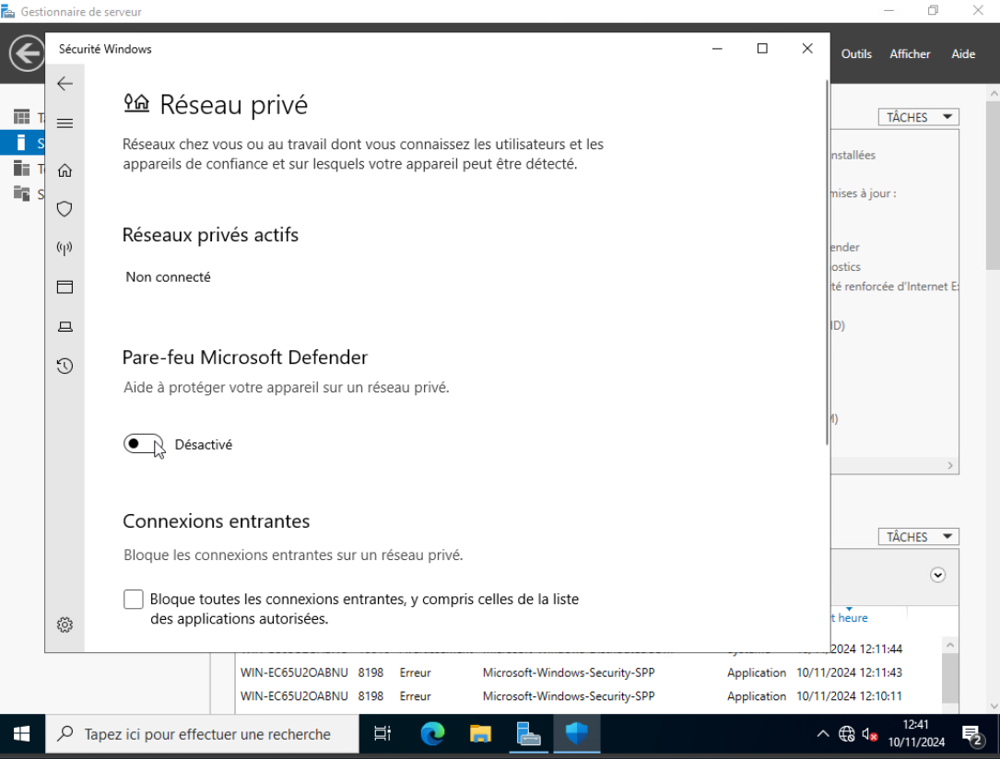 Gestionnaire de serveur
Sécurité Windows
Outils
Afficher
Aide
Réseau privé
TÂCHES
Réseaux chez vous ou au travail dont vous connaissez les utilisateurs et les
appareils de confiance et sur lesquels votre appareil peut être détecté.
nstallées
mises à jour :
Réseaux privés actifs
ender
ostics
Non connecté
té renforcée d'Internet E
ID)
Pare-feu Microsoft Defender
Aide à protéger votre appareil sur un réseau privé.
Désactivé
Connexions entrantes
TÂCHES
Bloque les connexions entrantes sur un réseau privé.
Bloque toutes les connexions entrantes, y compris celles de la liste
des applications autorisées.
t heure
2024 12:11:44
WIN-EC65U2OABNU 8198 Erreur Microsoft-Windows-Security-SPP Application 10/11/2024 12:11:43
WIN-EC65U2OABNU 8198 Erreur Microsoft-Windows-Security-SPP Application 10/11/2024 12:10:11
Tapez ici pour effectuer une recherche
12:41
10/11/2024
2